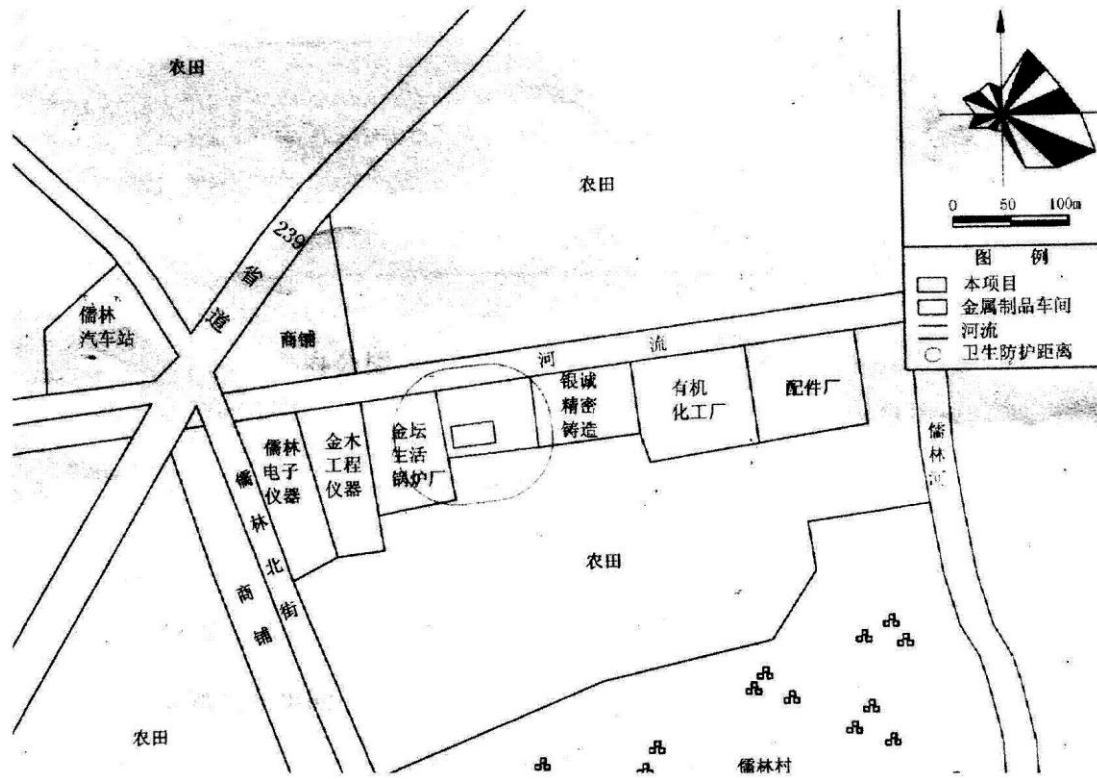 农田
农田
239
省
道
儒林
汽车站
商铺
河 流
0 50 100m
图 例
本项目
金属制品车间
河流
卫生防护距离
银诚
精密
铸造
有机
化工厂
配件厂
儒林
电子
仪器
金木
工程
仪器
金坛
生活
锅炉厂
儒
林
北
街
商
铺
儒
林
河
农田
农田
儒林村